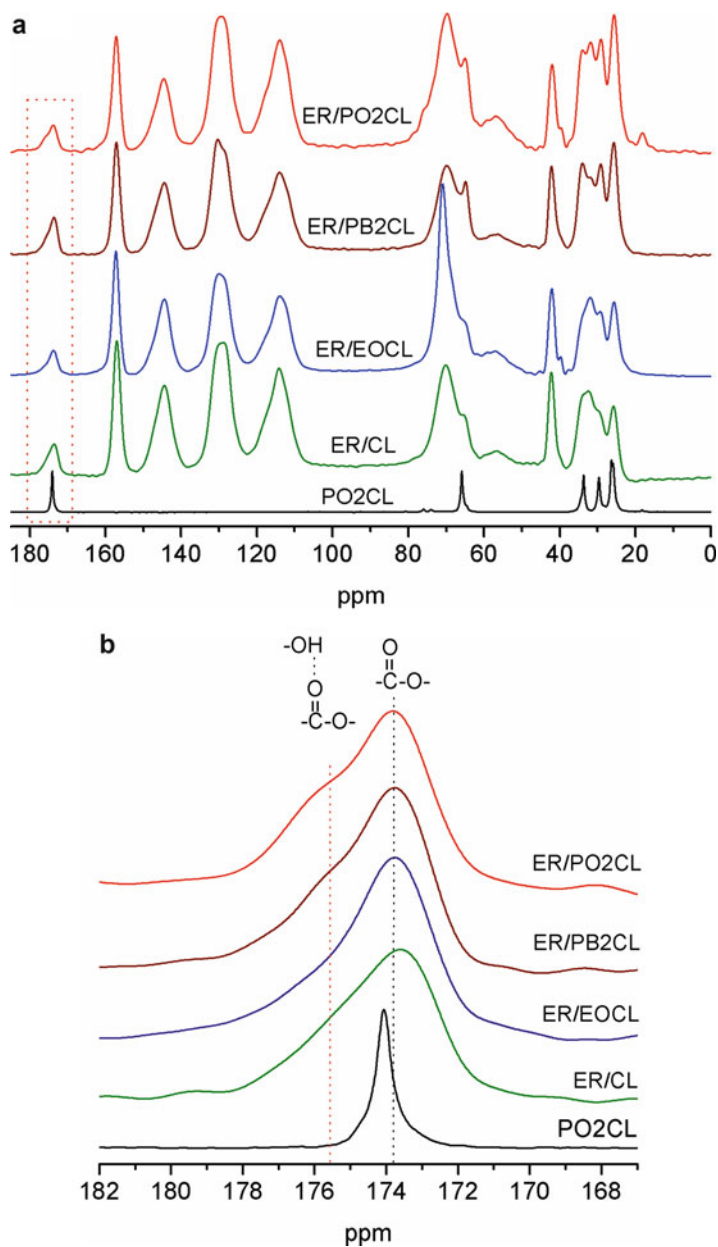 a
ER/PO2CL
ER/PB2CL
ER/EOCL
ER/CL
PO2CL
180 160 140 120 100 80 60 40 20 0
ppm
b
-OH
O
-C-O-
O
-C-O-
ER/PO2CL
ER/PB2CL
ER/EOCL
ER/CL
PO2CL
182 180 178 176 174 172 170 168
ppm